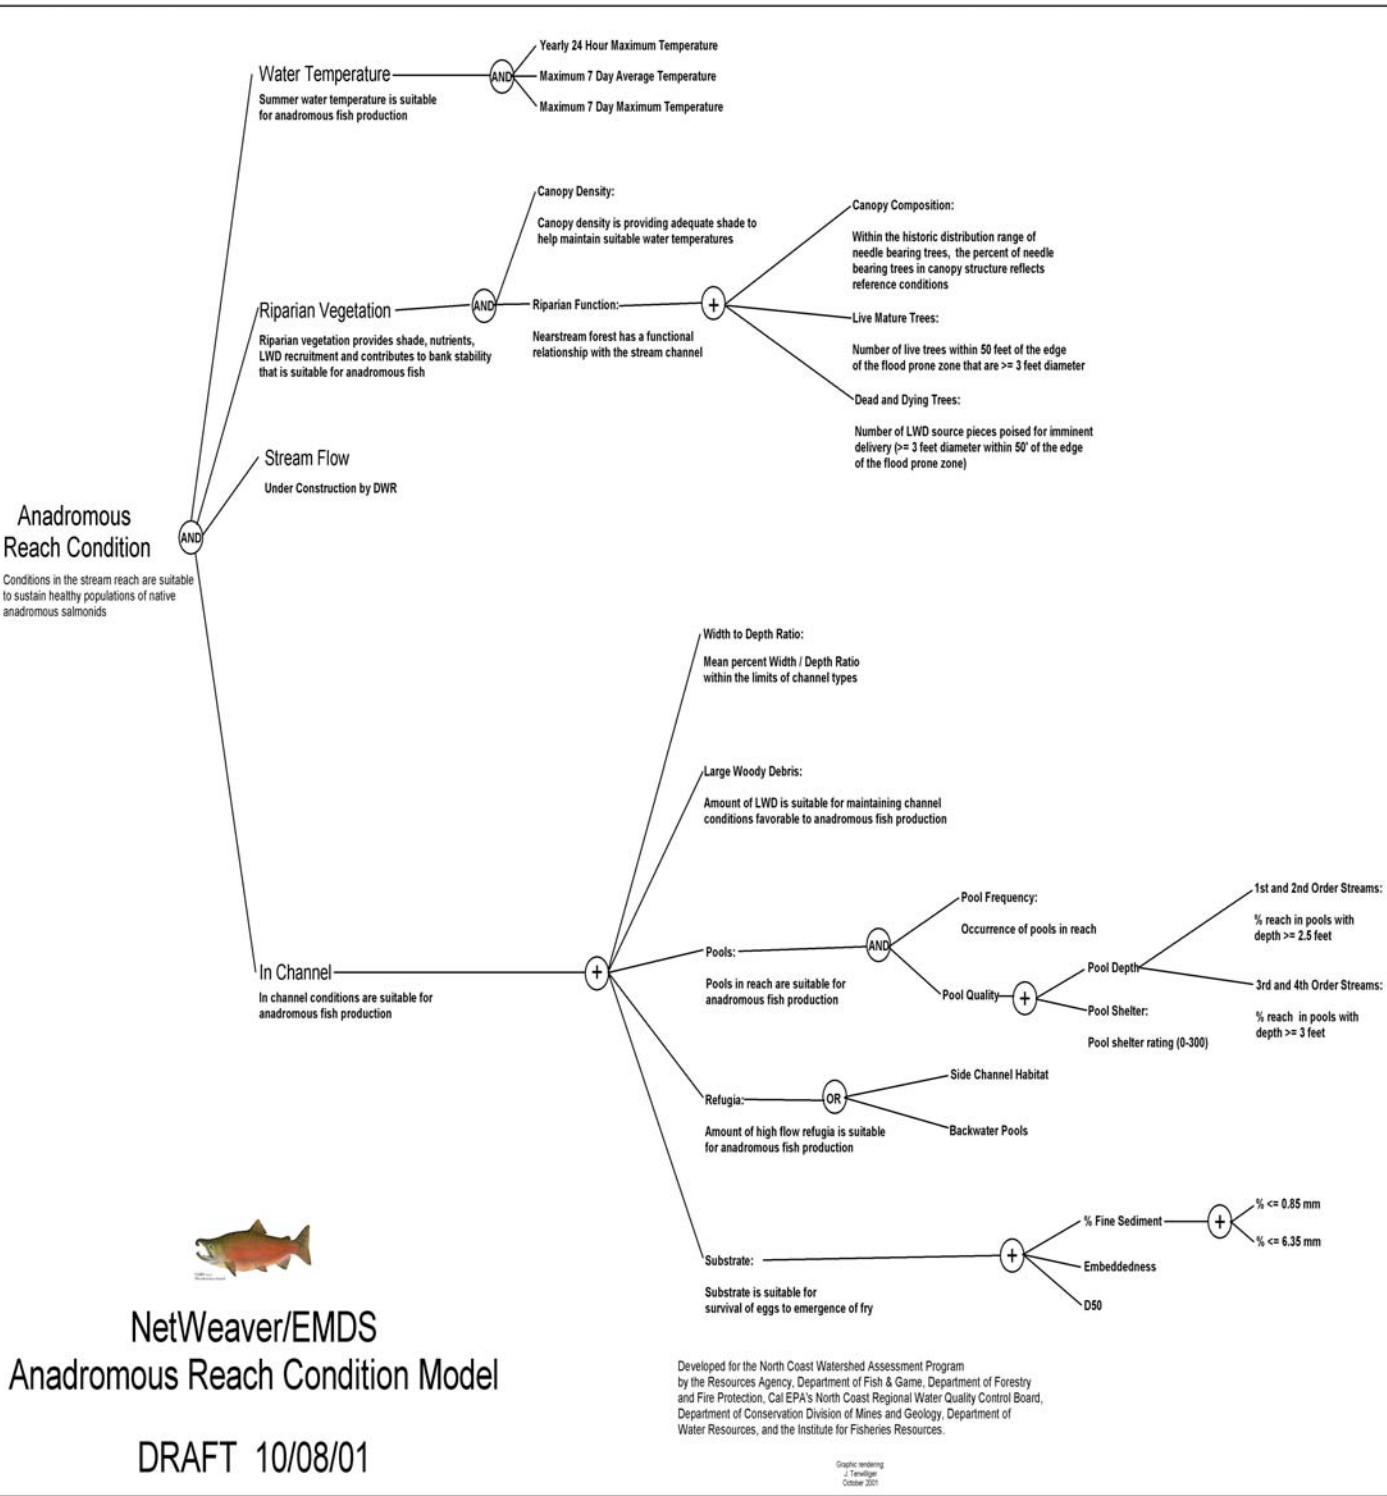 Yearly 24 Hour Maximum Temperature
Water Temperature
AND
Maximum 7 Day Average Temperature
Summer water temperature is suitable
for anadromous fish production
Maximum 7 Day Maximum Temperature
Canopy Density:
Canopy density is providing adequate shade to
help maintain suitable water temperatures
Riparian Vegetation
AND
Riparian Function:
+
Riparian vegetation provides shade, nutrients,
LWD recruitment and contributes to bank stability
that is suitable for anadromous fish
Nearstream forest has a functional
relationship with the stream channel
Canopy Composition:
Within the historic distribution range of
needle bearing trees, the percent of needle
bearing trees in canopy structure reflects
reference conditions
Live Mature Trees:
Number of live trees within 50 feet of the edge
of the flood prone zone that are >= 3 feet diameter
Dead and Dying Trees:
Number of LWD source pieces poised for imminent
delivery (>= 3 feet diameter within 50' of the edge
of the flood prone zone)
Stream Flow
Under Construction by DWR
Anadromous
Reach Condition
AND
Conditions in the stream reach are suitable
to sustain healthy populations of native
anadromous salmonids
Width to Depth Ratio:
Mean percent Width / Depth Ratio
within the limits of channel types
Large Woody Debris:
Amount of LWD is suitable for maintaining channel
conditions favorable to anadromous fish production
In Channel
+
In channel conditions are suitable for
anadromous fish production
Pools:
AND
Pools in reach are suitable for
anadromous fish production
Pool Frequency:
Occurrence of pools in reach
Pool Quality
+
Pool Depth
Pool Shelter:
Pool shelter rating (0-300)
1st and 2nd Order Streams:
% reach in pools with
depth >= 2.5 feet
3rd and 4th Order Streams:
% reach in pools with
depth >= 3 feet
Refugia:
OR
Side Channel Habitat
Backwater Pools
Amount of high flow refugia is suitable
for anadromous fish production
Substrate:
+
Substrate is suitable for
survival of eggs to emergence of fry
% Fine Sediment
+
% <= 0.85 mm
% <= 6.35 mm
Embeddedness
D50
NetWeaver/EMDS
Anadromous Reach Condition Model
DRAFT 10/08/01
Developed for the North Coast Watershed Assessment Program
by the Resources Agency, Department of Fish & Game, Department of Forestry
and Fire Protection, Cal EPA's North Coast Regional Water Quality Control Board,
Department of Conservation Division of Mines and Geology, Department of
Water Resources, and the Institute for Fisheries Resources.
Graphic rendering
J. Terwilliger
October 2001